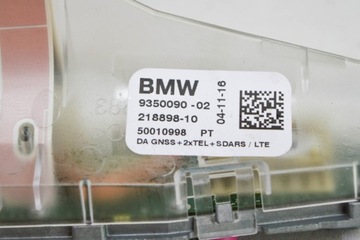 BMW
9350090-02
04-11-16
218898-10
50010998 PT
DA GNSS+2xTEL+SDARS / LTE